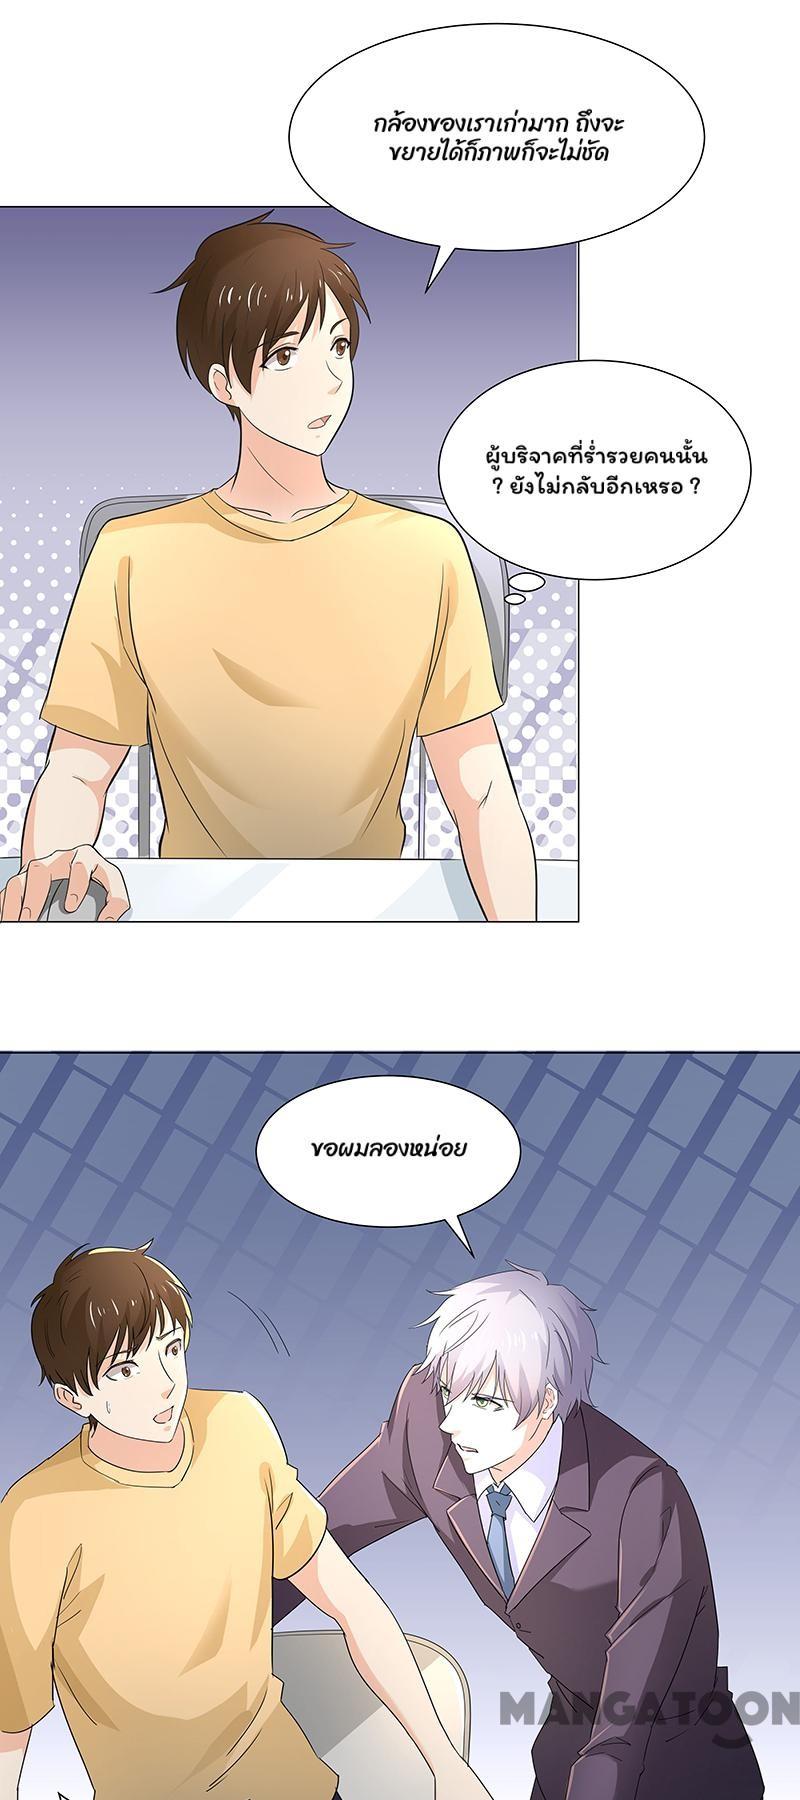 กล้องของเราเก่ามาก ถึงจะ
ขยายได้ก็ภาพก็จะไม่ชัด
ผู้บริจาคที่ร่ำรวยคนนั้น
? ยังไม่กลับอีกเหรอ ?
ขอผมลองหน่อย
MANGATOON